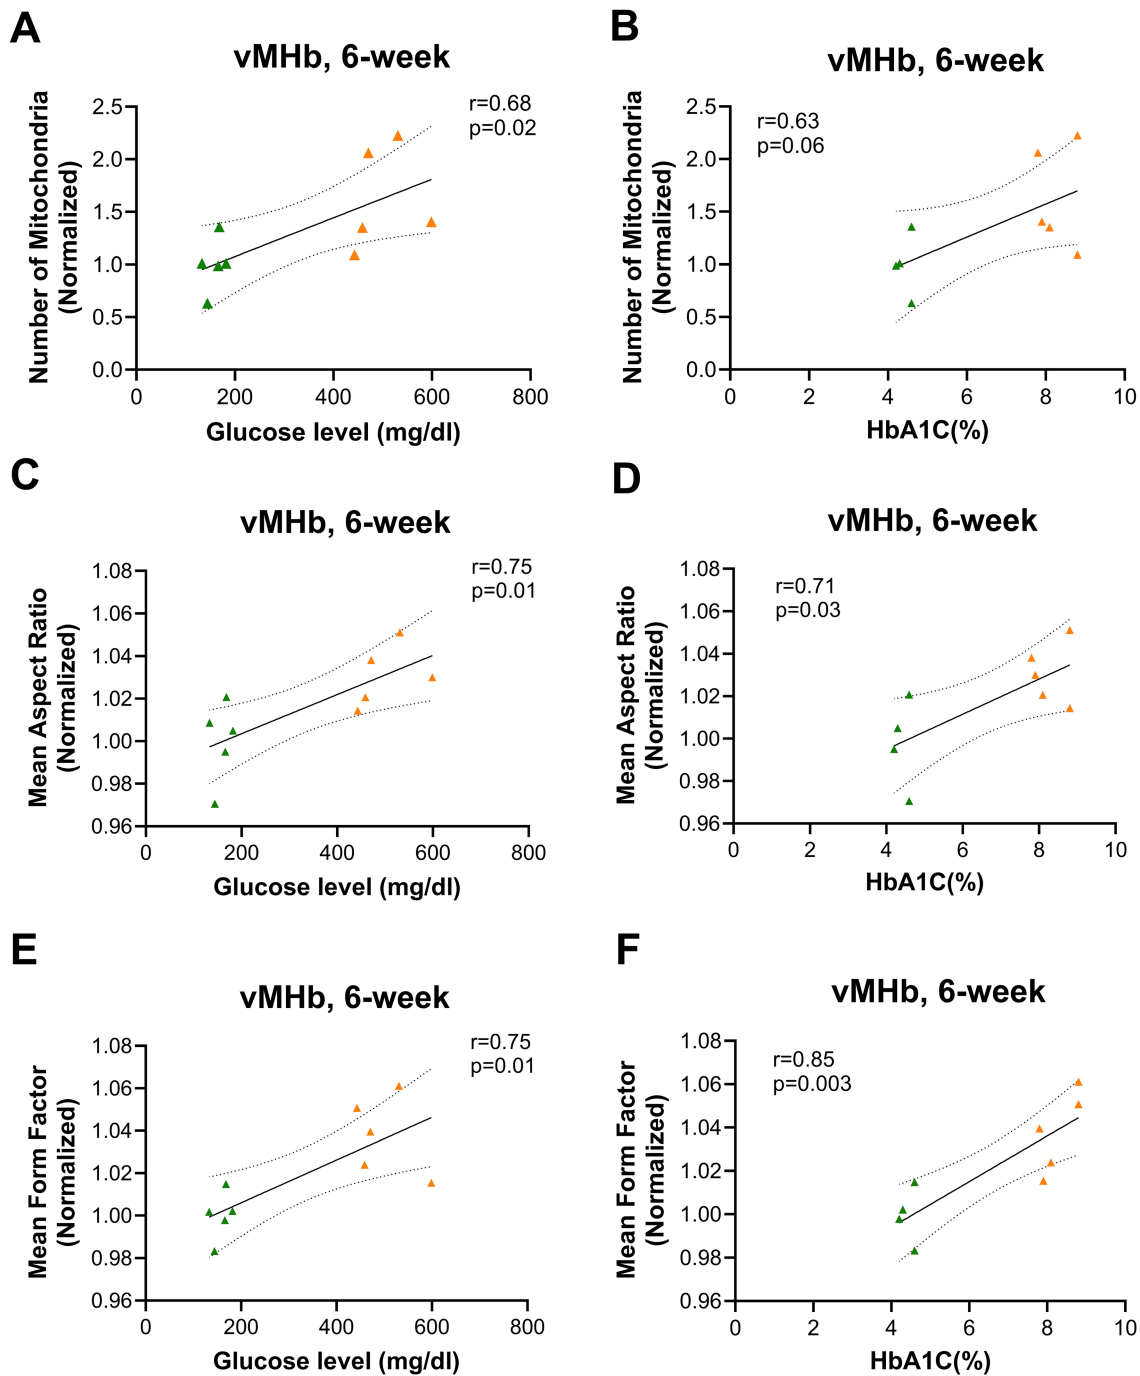 A
vMHb, 6-week
Number of Mitochondria
(Normalized)
2.5
2.0
1.5
1.0
0.5
0.0
r=0.68
p=0.02
0 200 400 600 800
Glucose level (mg/dl)
B
vMHb, 6-week
Number of Mitochondria
(Normalized)
2.5
2.0
1.5
1.0
0.5
0.0
r=0.63
p=0.06
0 2 4 6 8 10
HbA1C(%)
C
vMHb, 6-week
Mean Aspect Ratio
(Normalized)
1.08
1.06
1.04
1.02
1.00
0.98
0.96
r=0.75
p=0.01
0 200 400 600 800
Glucose level (mg/dl)
D
vMHb, 6-week
Mean Aspect Ratio
(Normalized)
1.08
1.06
1.04
1.02
1.00
0.98
0.96
r=0.71
p=0.03
0 2 4 6 8 10
HbA1C(%)
E
vMHb, 6-week
Mean Form Factor
(Normalized)
1.08
1.06
1.04
1.02
1.00
0.98
0.96
r=0.75
p=0.01
0 200 400 600 800
Glucose level (mg/dl)
F
vMHb, 6-week
Mean Form Factor
(Normalized)
1.08
1.06
1.04
1.02
1.00
0.98
0.96
r=0.85
p=0.003
0 2 4 6 8 10
HbA1C(%)